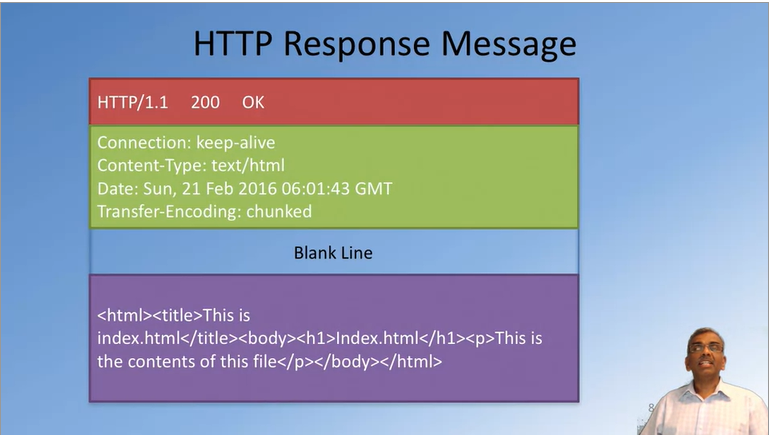 HTTP Response Message
HTTP/1.1 200 OK
Connection: keep-alive
Content-Type: text/html
Date: Sun, 21 Feb 2016 06:01:43 GMT
Transfer-Encoding: chunked
Blank Line
<html><title>This is
index.html</title><body><h1>Index.html</h1><p>This is
the contents of this file</p></body></html>
8